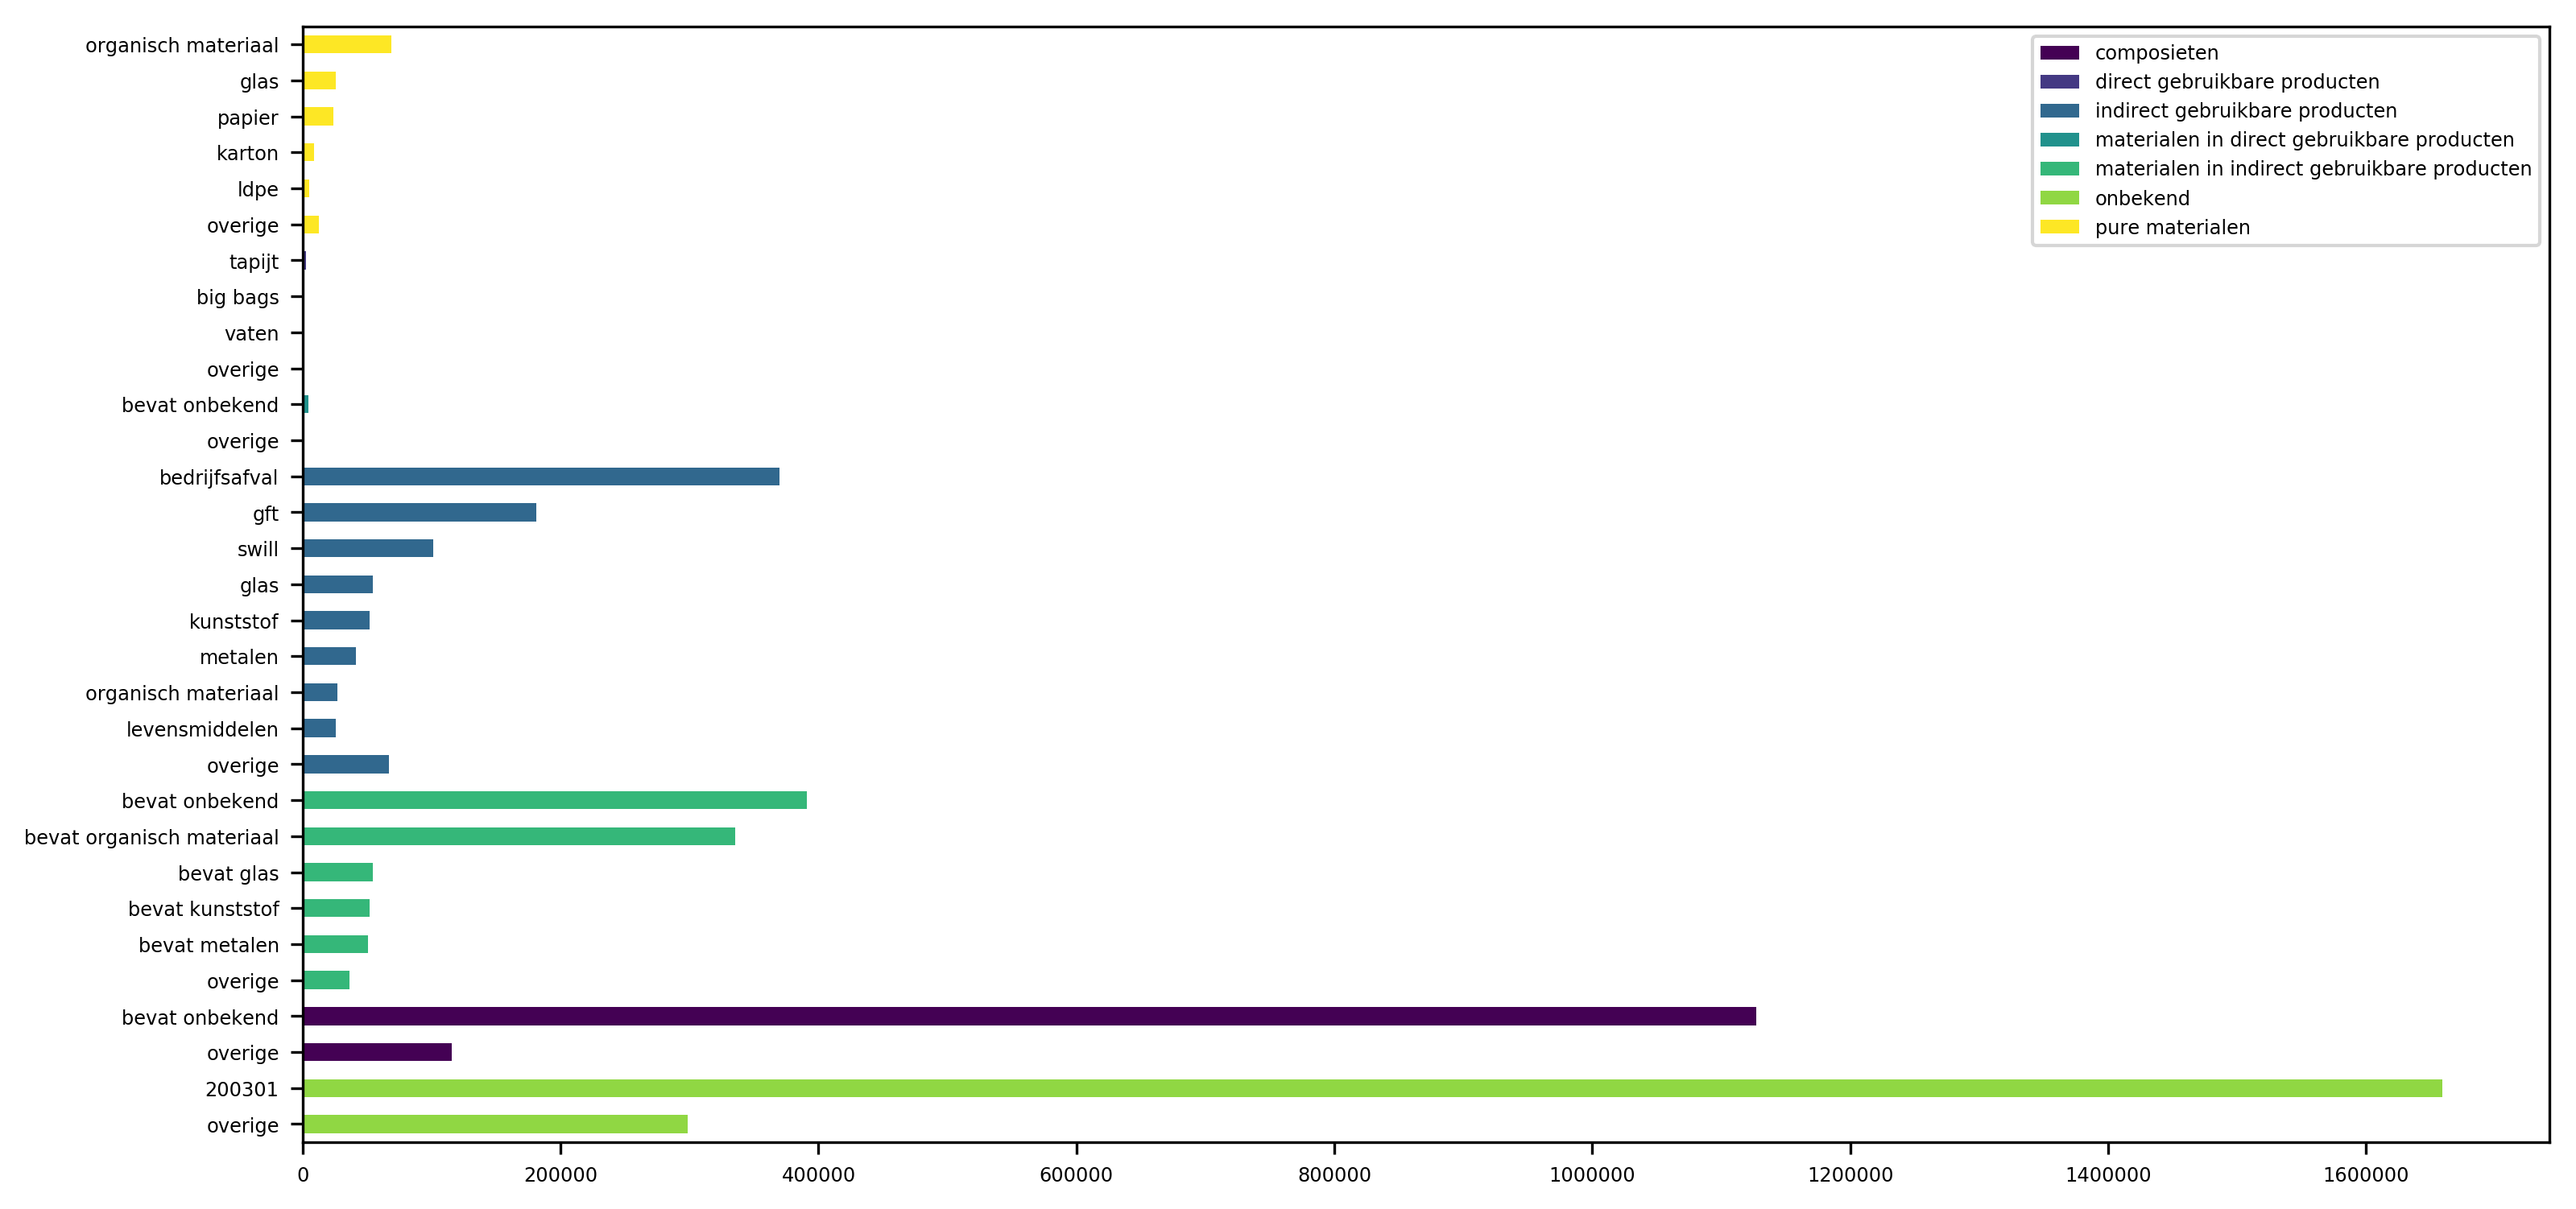 organisch materiaal
glas
papier
karton
ldpe
overige
tapijt
big bags
vaten
overige
bevat onbekend
overige
bedrijfsafval
gft
swill
glas
kunststof
metalen
organisch materiaal
levensmiddelen
overige
bevat onbekend
bevat organisch materiaal
bevat glas
bevat kunststof
bevat metalen
overige
bevat onbekend
overige
200301
overige
0 200000 400000 600000 800000 1000000 1200000 1400000 1600000
composieten
direct gebruikbare producten
indirect gebruikbare producten
materialen in direct gebruikbare producten
materialen in indirect gebruikbare producten
onbekend
pure materialen